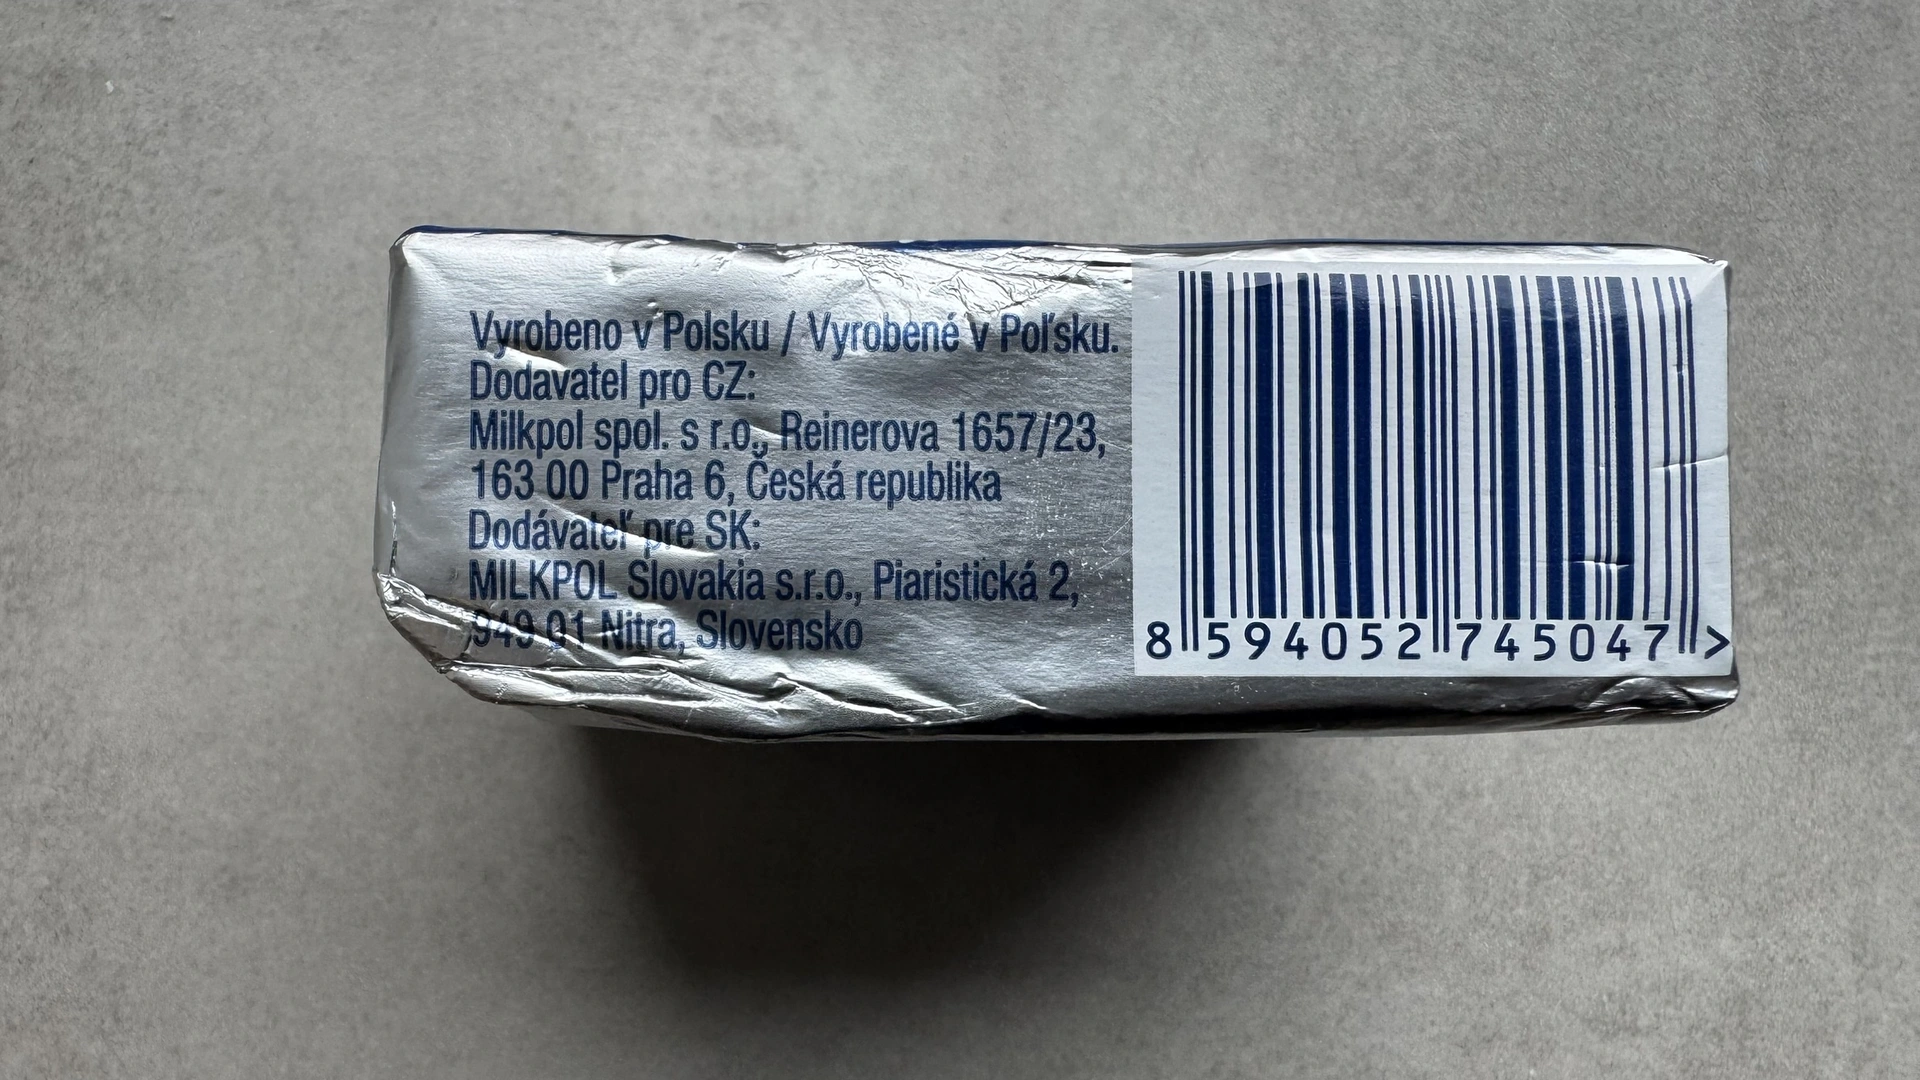 Vyrobeno v Polsku / Vyrobené v Poľsku.
Dodavatel pro CZ:
Milkpol spol. s r.o., Reinerova 1657/23,
163 00 Praha 6, Česká republika
Dodávateľ pre SK:
MILKPOL Slovakia s.r.o., Piaristická 2,
949 01 Nitra, Slovensko
8 594052 745047 >